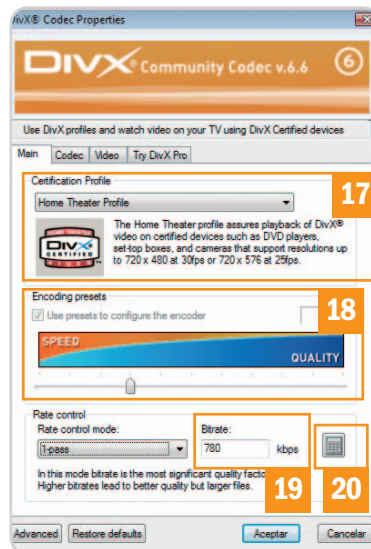 DivX® Codec Properties
DIVX® Community Codec v.6.6
6
Use DivX profiles and watch video on your TV using DivX Certified devices
Main Codec Video Try DivX Pro
Certification Profile
17
Home Theater Profile
The Home Theater profile assures playback of DivX®
video on certified devices such as DVD players,
set-top boxes, and cameras that support resolutions up
to 720 x 480 at 30fps or 720 x 576 at 25fps.
DIVX
CERTIFIED
Encoding presets
18
Use presets to configure the encoder
SPEED
QUALITY
Rate control
Rate control mode: Bitrate:
1-pass 780 kbps
In this mode bitrate is the most significant quality
Higher bitrates lead to better quality but larger files.
19 20
Advanced Restore defaults Aceptar Cancelar